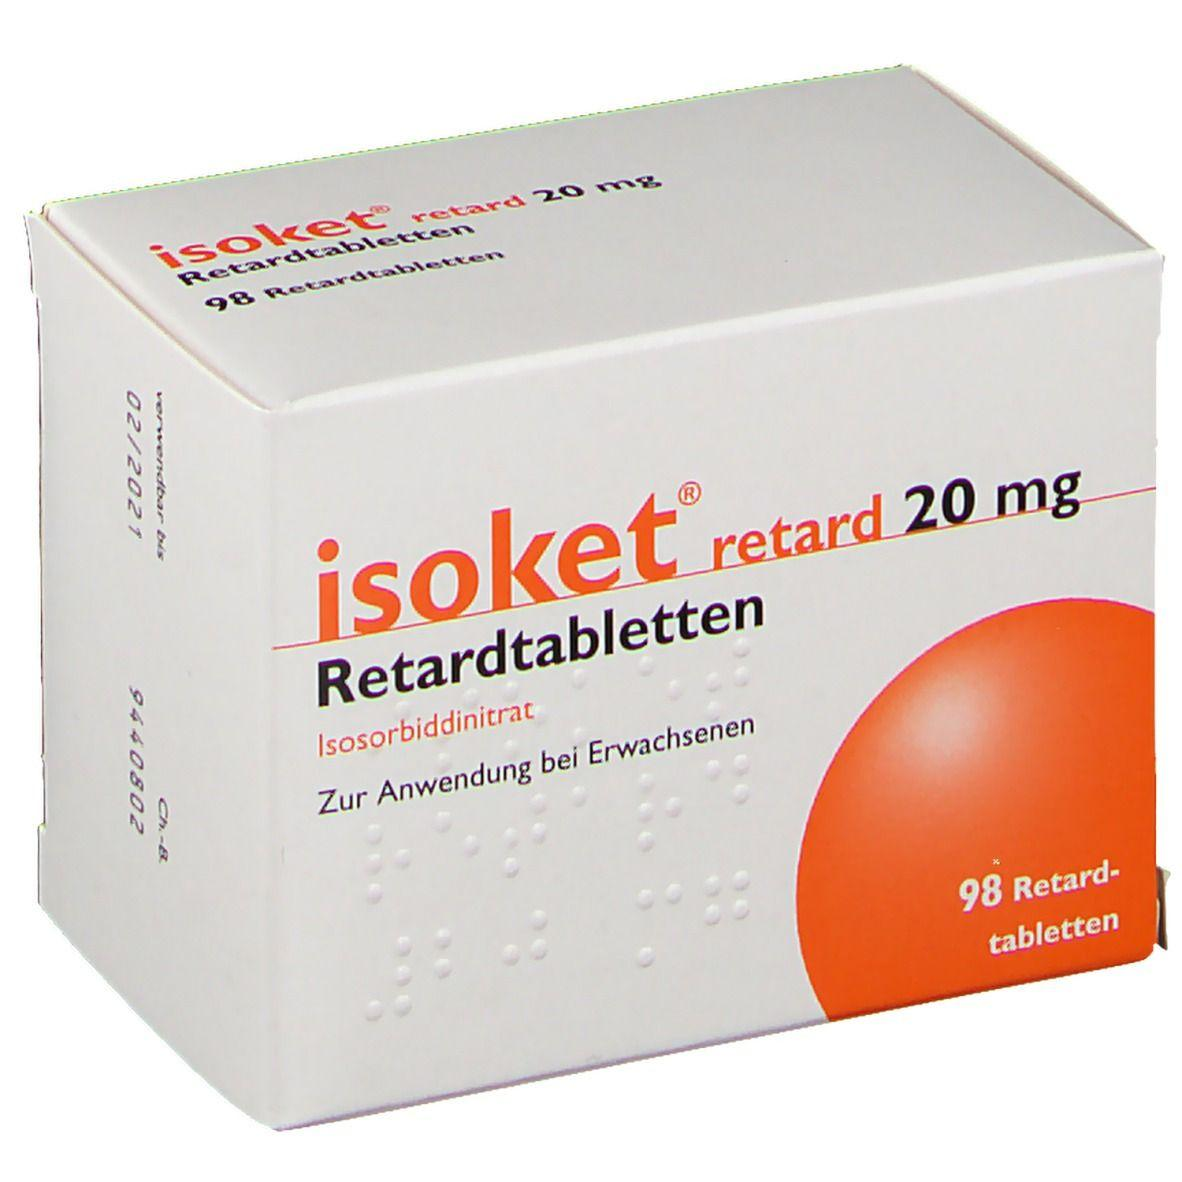 isoket® retard 20 mg
Retardtabletten
98 Retardtabletten
verwendbar bis
02/2021
Ch.-B.
9440802
isoket® retard 20 mg
Retardtabletten
Isosorbiddinitrat
Zur Anwendung bei Erwachsenen
98 Retard-
tabletten